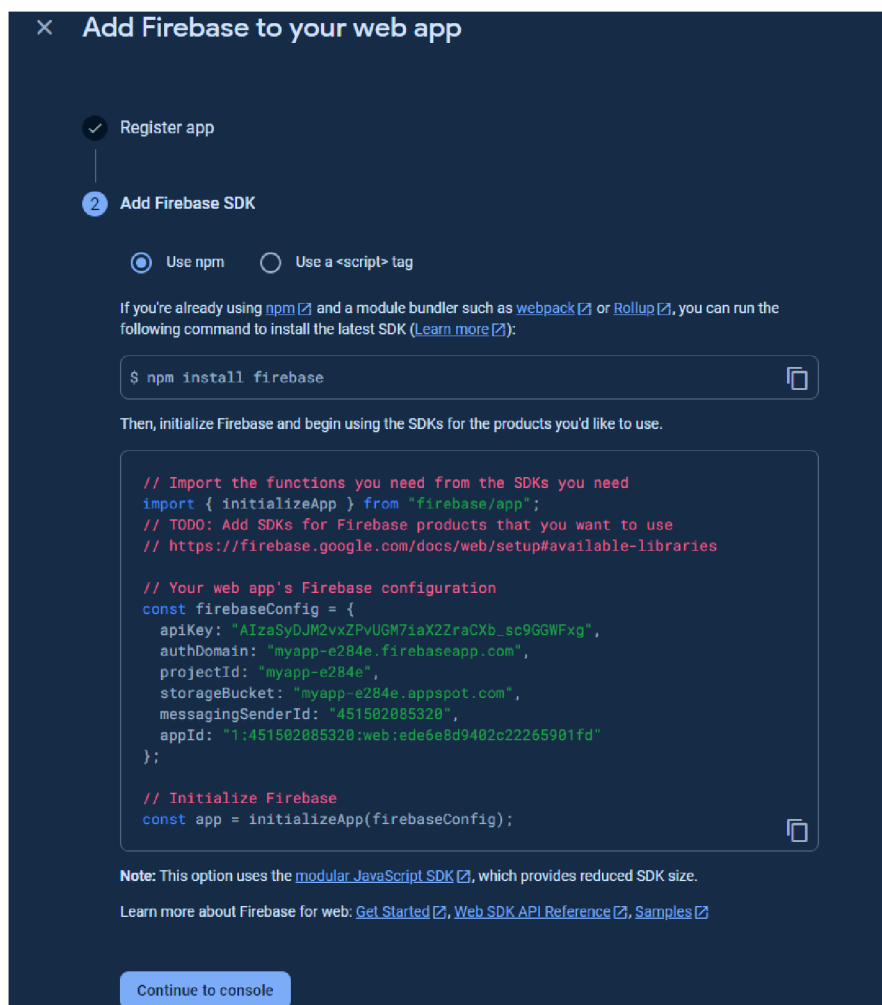 Add Firebase to your web app
Register app
2 Add Firebase SDK
Use npm Use a <script> tag
If you're already using npm and a module bundler such as webpack or Rollup, you can run the
following command to install the latest SDK (Learn more):
$ npm install firebase
Then, initialize Firebase and begin using the SDKs for the products you'd like to use.
// Import the functions you need from the SDKs you need
import { initializeApp } from "firebase/app";
// TODO: Add SDKs for Firebase products that you want to use
// https://firebase.google.com/docs/web/setup#available-libraries
// Your web app's Firebase configuration
const firebaseConfig = {
apiKey: "AIzaSyDJM2vxZPvUGM7iaX2ZraCXb_sc9GGWFxg",
authDomain: "myapp-e284e.firebaseapp.com",
projectId: "myapp-e284e",
storageBucket: "myapp-e284e.appspot.com",
messagingSenderId: "451502085320",
appId: "1:451502085320:web:ede6e8d9402c22265901fd"
};
// Initialize Firebase
const app = initializeApp(firebaseConfig);
Note: This option uses the modular JavaScript SDK, which provides reduced SDK size.
Learn more about Firebase for web: Get Started, Web SDK API Reference, Samples
Continue to console